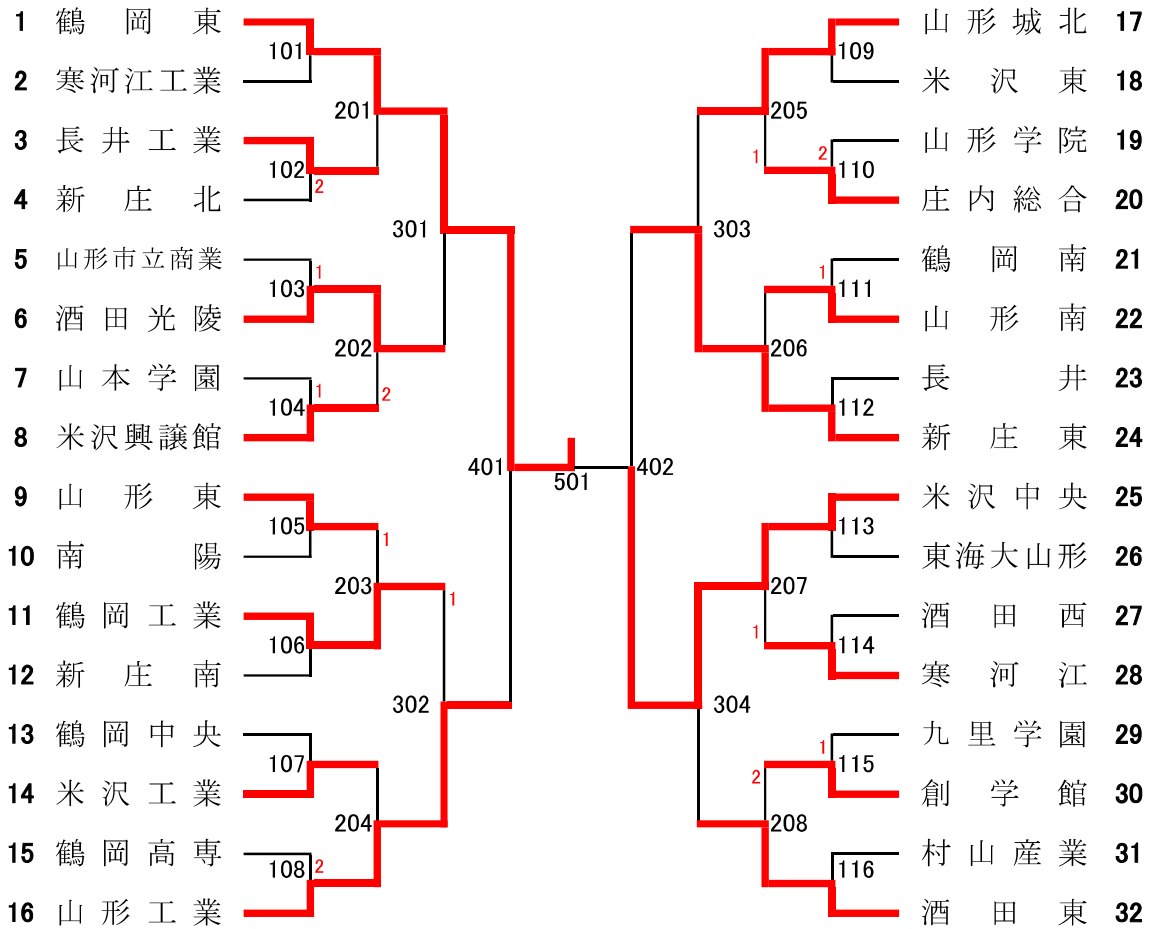 1 鶴岡東
101
2 寒河江工業
201
3 長井工業
102
2
4 新庄北
301
5 山形市立商業
1
103
6 酒田光陵
202
7 山本学園
1
2
104
8 米沢興譲館
401
9 山形東
105
1
10 南陽
203
1
11 鶴岡工業
106
12 新庄南
302
13 鶴岡中央
107
14 米沢工業
204
15 鶴岡高専
2
108
16 山形工業
501
山形城北 17
109
米沢東 18
205
山形学院 19
2
1
110
庄内総合 20
303
鶴岡南 21
1
111
山形南 22
206
長井 23
112
新庄東 24
402
米沢中央 25
113
東海大山形 26
207
酒田西 27
1
114
寒河江 28
304
九里学園 29
1
115
2
創学館 30
208
村山産業 31
116
酒田東 32